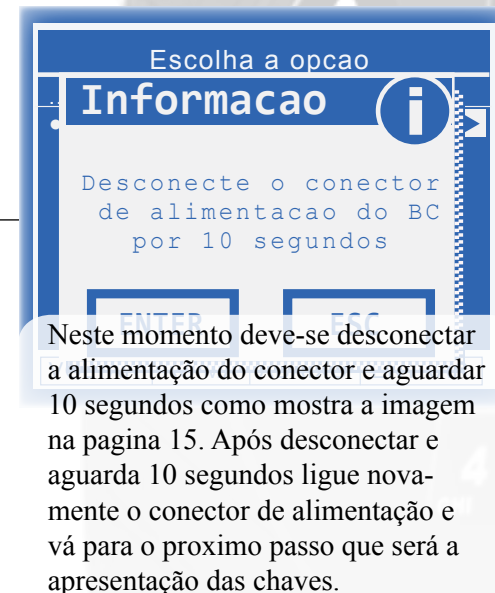 Escolha a opcao
Informacao
i
Desconecte o conector
de alimentacao do BC
por 10 segundos
ENTER ESC
Neste momento deve-se desconectar
a alimentação do conector e aguardar
10 segundos como mostra a imagem
na pagina 15. Após desconectar e
aguarda 10 segundos ligue nova-
mente o conector de alimentação e
vá para o proximo passo que será a
apresentação das chaves.
4